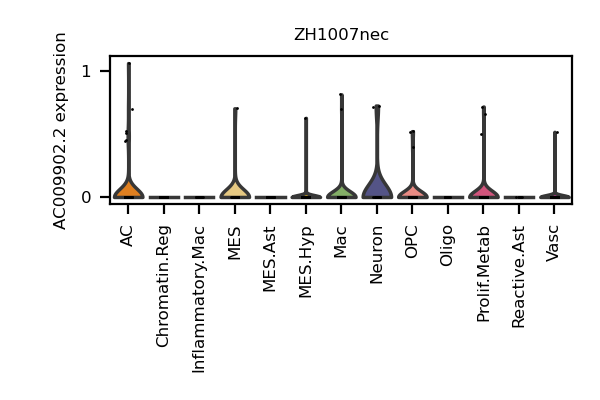 ZH1007nec
AC009902.2 expression
1
0
AC
Chromatin.Reg
Inflammatory.Mac
MES
MES.Ast
MES.Hyp
Mac
Neuron
OPC
Oligo
Prolif.Metab
Reactive.Ast
Vasc